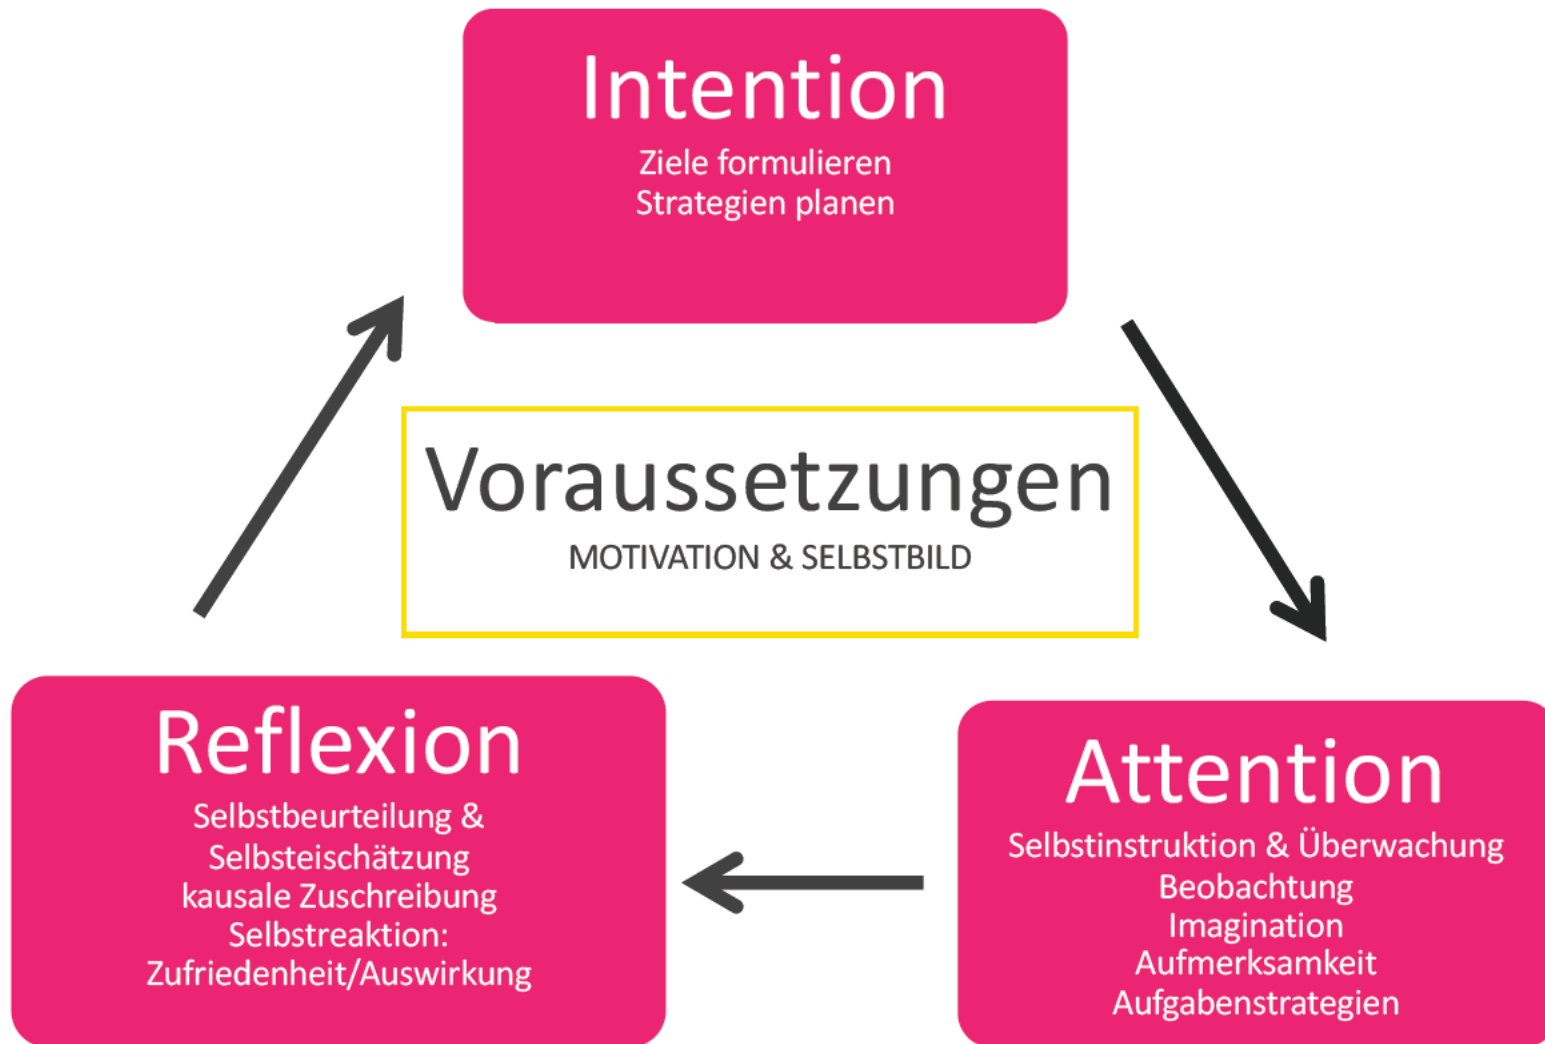 Intention
Ziele formulieren
Strategien planen
Voraussetzungen
MOTIVATION & SELBSTBILD
Reflexion
Selbstbeurteilung &
Selbsteischätzung
kausale Zuschreibung
Selbstreaktion:
Zufriedenheit/Auswirkung
Attention
Selbstinstruktion & Überwachung
Beobachtung
Imagination
Aufmerksamkeit
Aufgabenstrategien